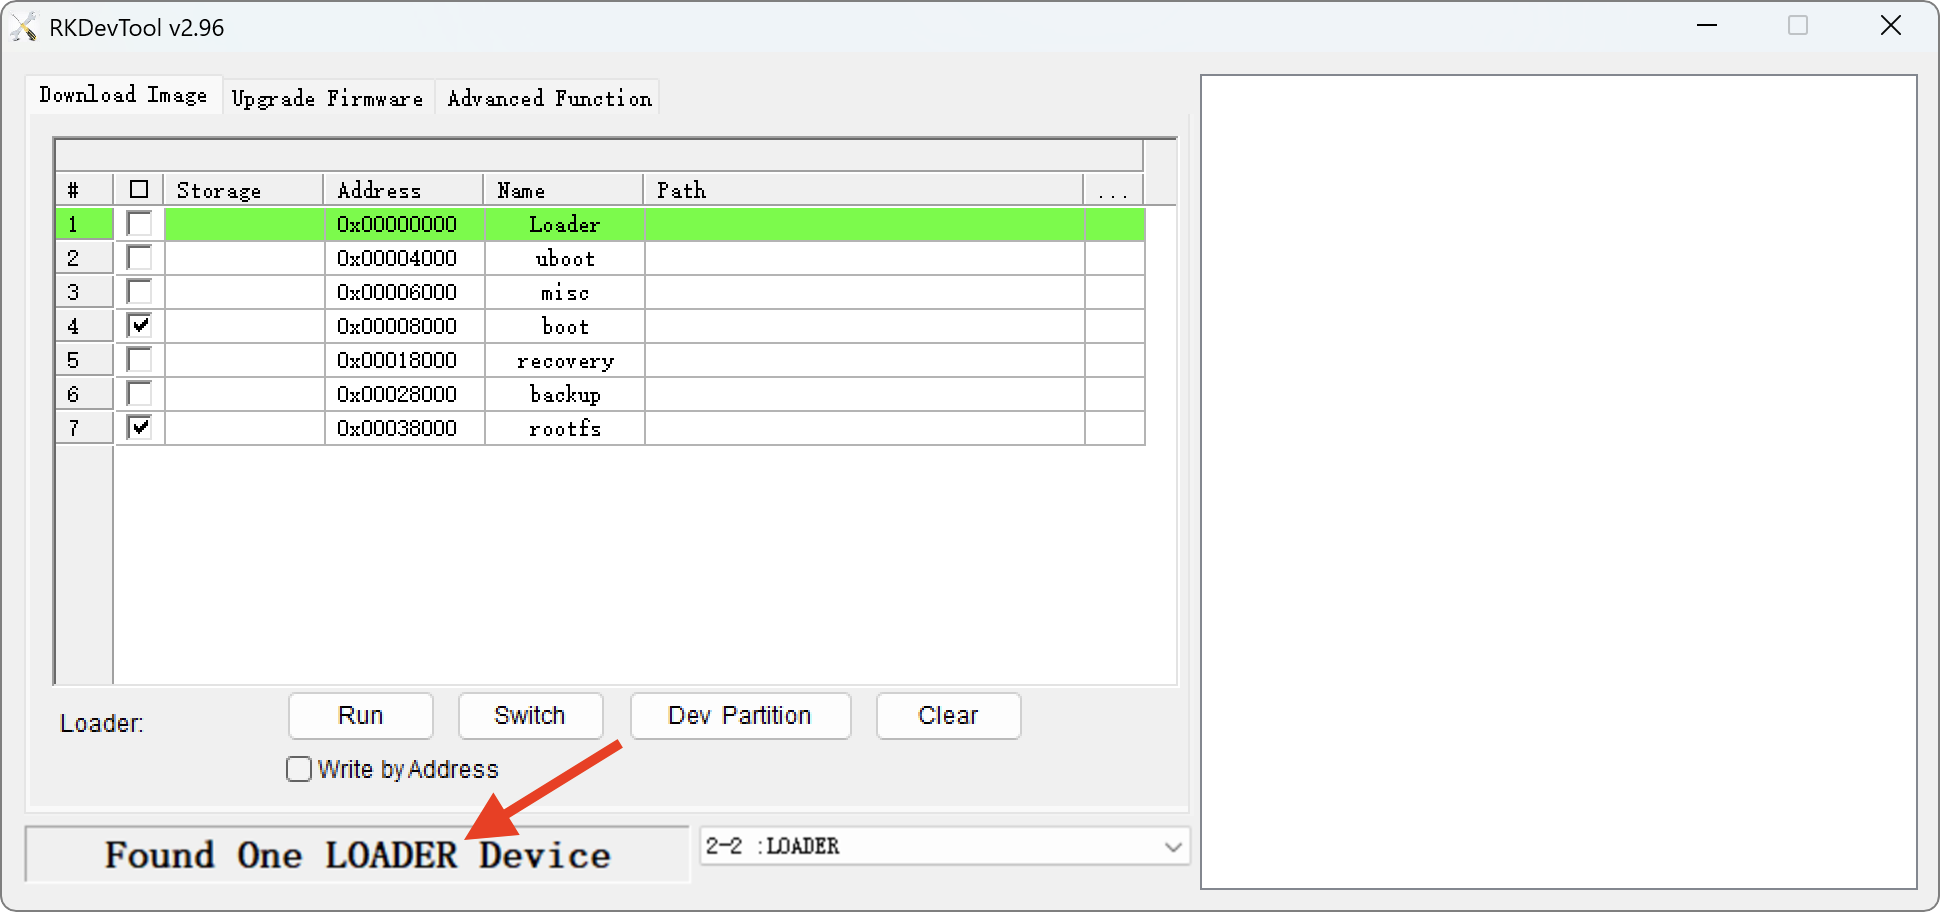 RKDevTool v2.96
Download Image Upgrade Firmware Advanced Function
# Storage Address Name Path ...
1 0x00000000 Loader
2 0x00004000 uboot
3 0x00006000 misc
4 0x00008000 boot
5 0x00018000 recovery
6 0x00028000 backup
7 0x00038000 rootfs
Loader: Run Switch Dev Partition Clear
Write by Address
Found One LOADER Device 2-2 :LOADER